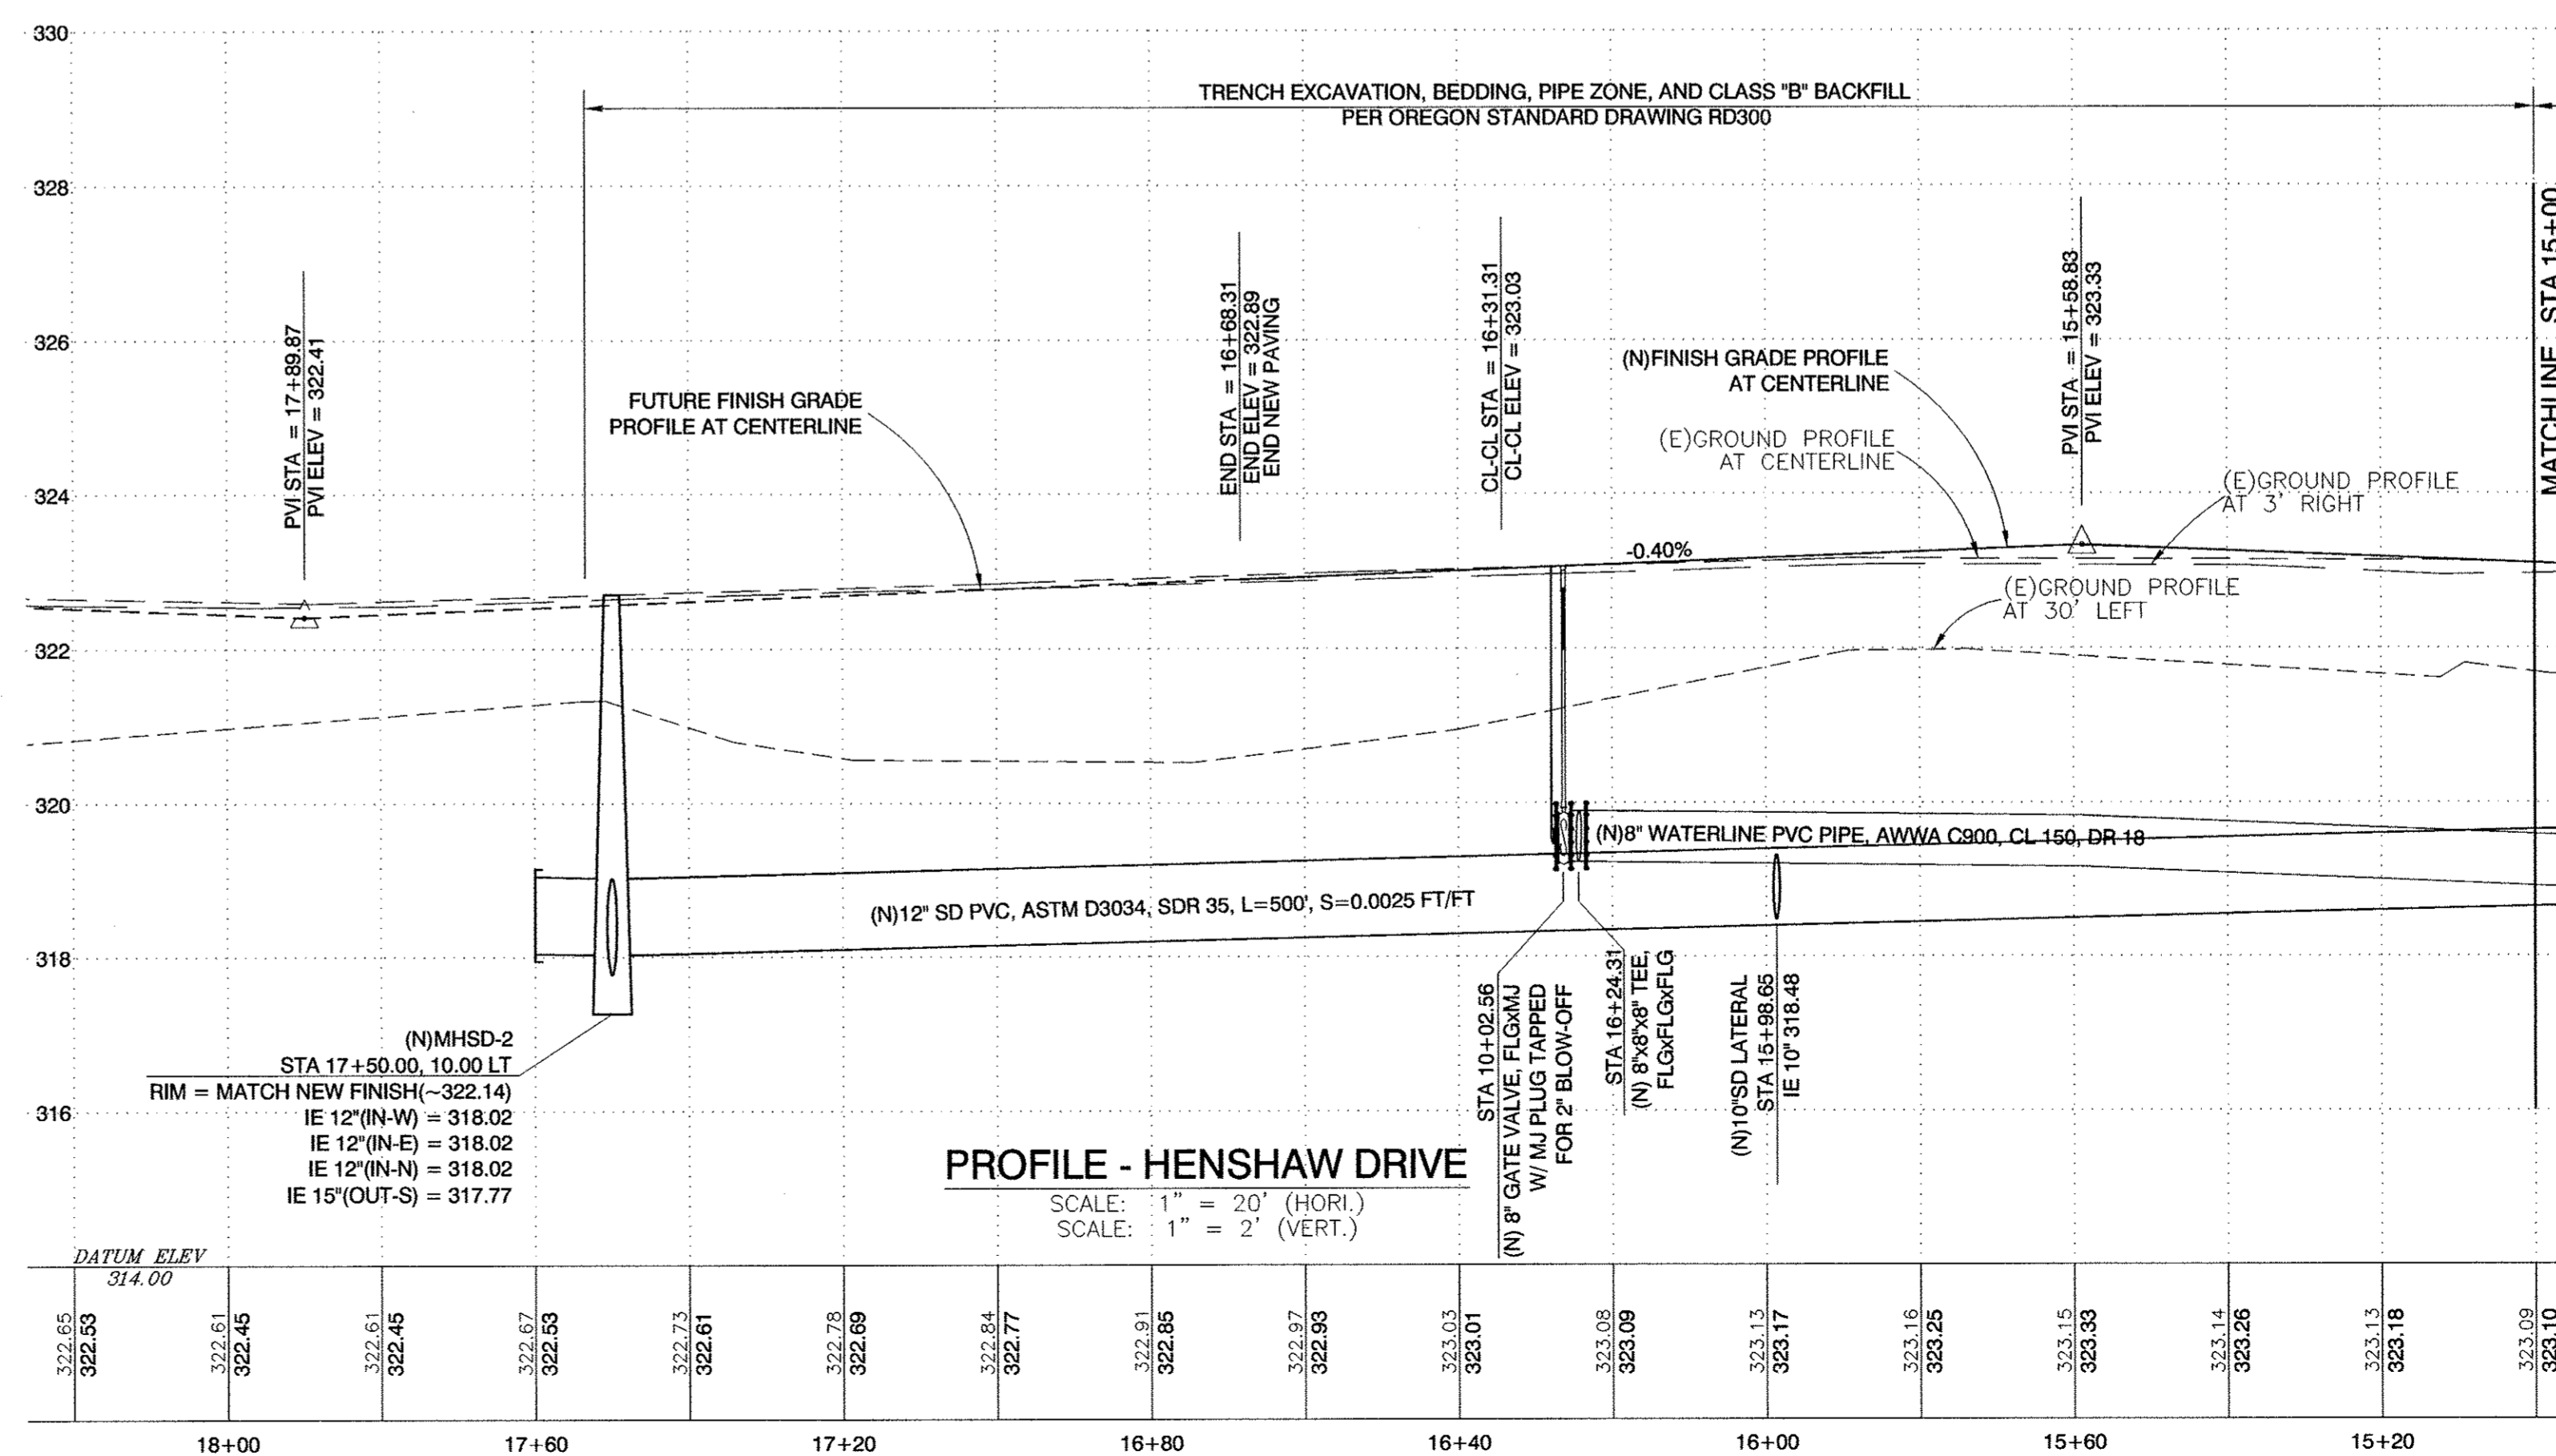 330
328
326
324
322
320
318
316
TRENCH EXCAVATION, BEDDING, PIPE ZONE, AND CLASS "B" BACKFILL
PER OREGON STANDARD DRAWING RD300
PVI STA = 17+89.87
PVI ELEV = 322.41
FUTURE FINISH GRADE
PROFILE AT CENTERLINE
END STA = 16+68.31
END ELEV = 322.89
END NEW PAVING
CL-CL STA = 16+31.31
CL-CL ELEV = 323.03
(N)FINISH GRADE PROFILE
AT CENTERLINE
(E)GROUND PROFILE
AT CENTERLINE
PVI STA = 15+58.83
PVI ELEV = 323.33
(E)GROUND PROFILE
AT 3' RIGHT
MATCHLINE STA 15+00
-0.40%
(E)GROUND PROFILE
AT 30' LEFT
(N)8" WATERLINE PVC PIPE, AWWA C900, CL 150, DR 18
(N)12" SD PVC, ASTM D3034, SDR 35, L=500', S=0.0025 FT/FT
(N)MHSD-2
STA 17+50.00, 10.00 LT
RIM = MATCH NEW FINISH(~322.14)
IE 12"(IN-W) = 318.02
IE 12"(IN-E) = 318.02
IE 12"(IN-N) = 318.02
IE 15"(OUT-S) = 317.77
STA 10+02.56
(N) 8" GATE VALVE, FLGxMJ
W/ MJ PLUG TAPPED
FOR 2" BLOW-OFF
STA 16+24.31
(N) 8"x8"x8" TEE,
FLGxFLGxFLG
(N)10"SD LATERAL
STA 15+98.65
IE 10" 318.48
PROFILE - HENSHAW DRIVE
SCALE: 1" = 20' (HORI.)
SCALE: 1" = 2' (VERT.)
DATUM ELEV
314.00
322.65
322.53
322.61
322.45
322.61
322.45
322.67
322.53
322.73
322.61
322.78
322.69
322.84
322.77
322.91
322.85
322.97
322.93
323.03
323.01
323.08
323.09
323.13
323.17
323.16
323.25
323.15
323.33
323.14
323.26
323.13
323.18
323.09
323.10
18+00
17+60
17+20
16+80
16+40
16+00
15+60
15+20